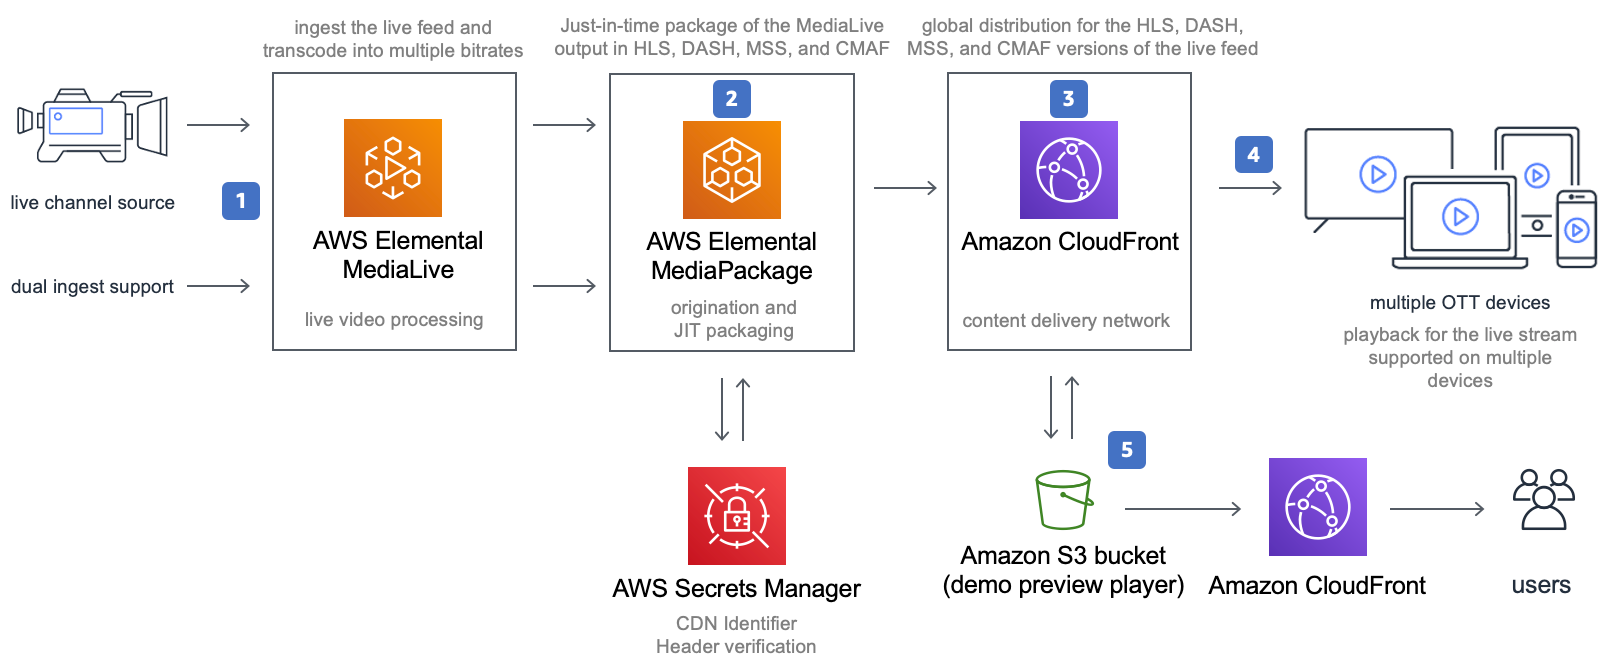 ingest the live feed and
transcode into multiple bitrates
Just-in-time package of the MediaLive
output in HLS, DASH, MSS, and CMAF
global distribution for the HLS, DASH,
MSS, and CMAF versions of the live feed
live channel source
dual ingest support
1
AWS Elemental
MediaLive
live video processing
2
AWS Elemental
MediaPackage
origination and
JIT packaging
3
Amazon CloudFront
content delivery network
4
multiple OTT devices
playback for the live stream
supported on multiple
devices
AWS Secrets Manager
CDN Identifier
Header verification
5
Amazon S3 bucket
(demo preview player)
Amazon CloudFront
users